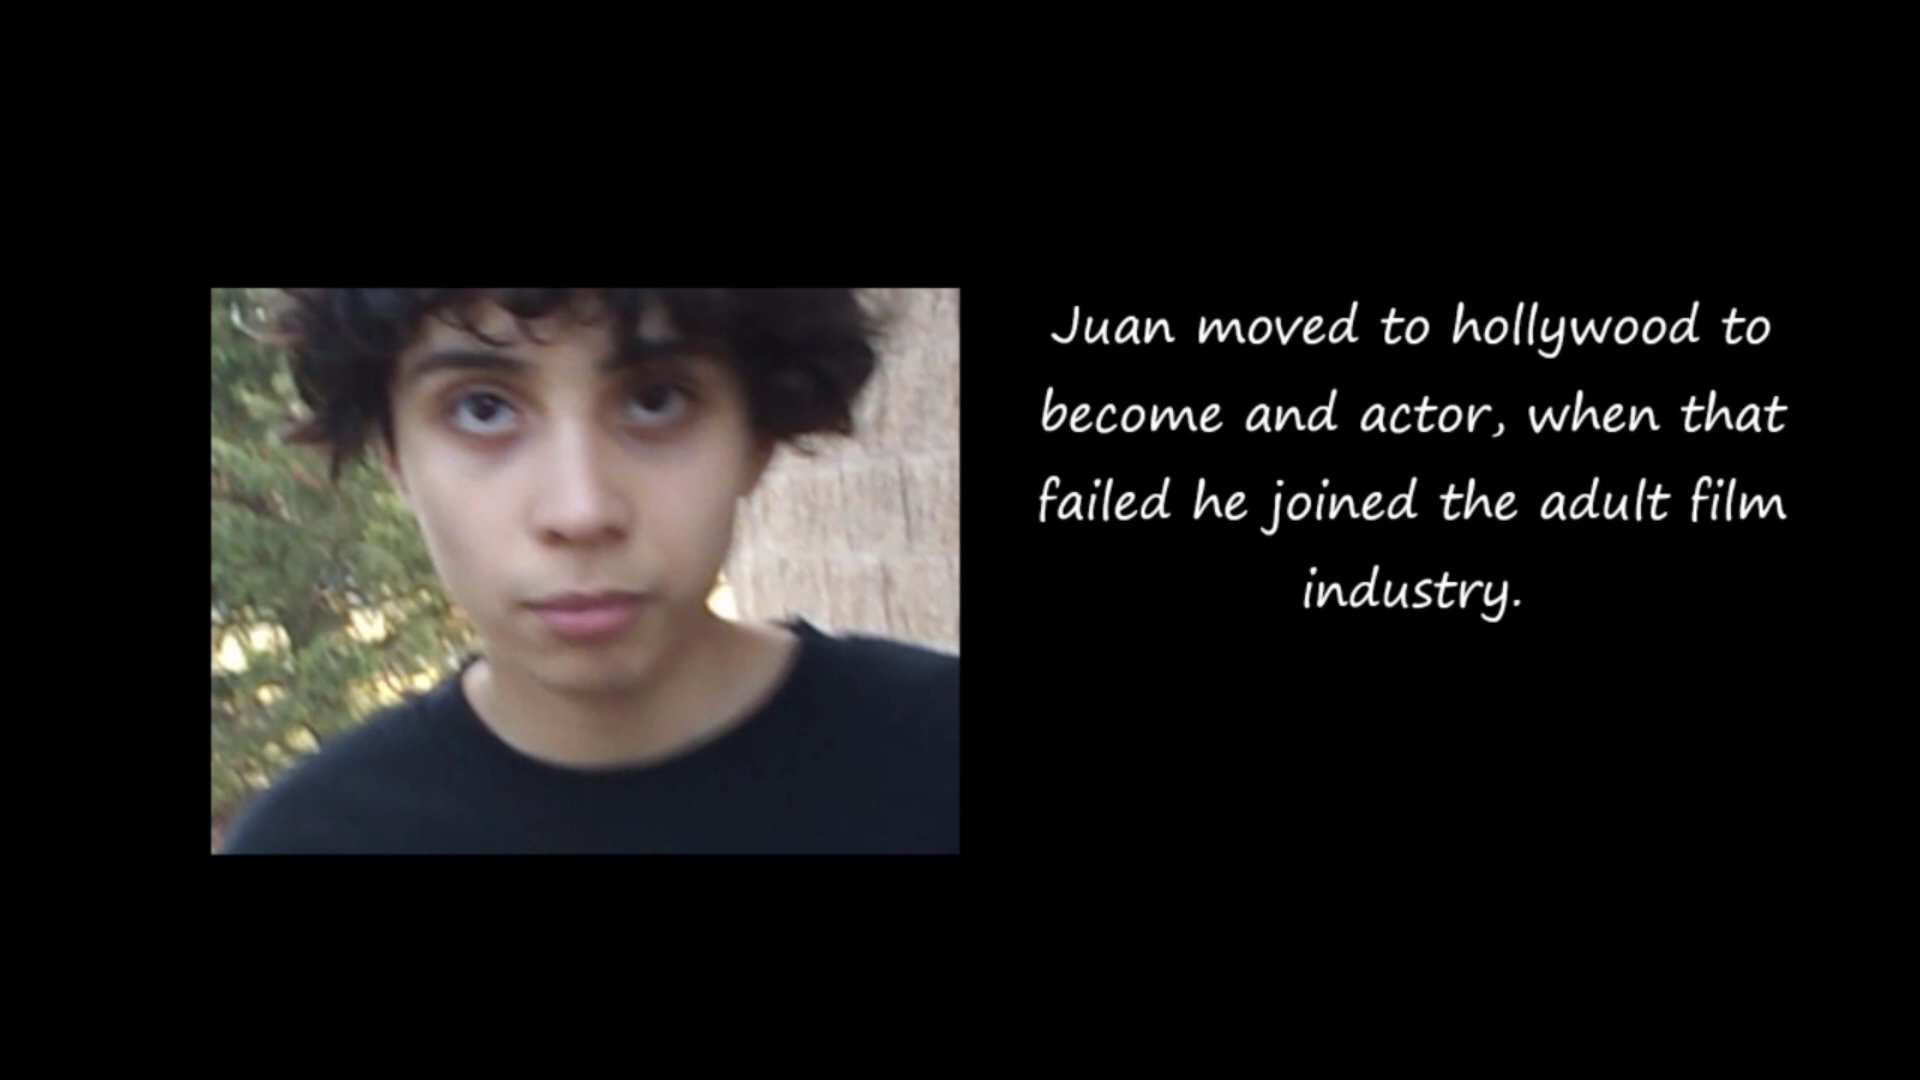 Juan moved to hollywood to
become and actor, when that
failed he joined the adult film
industry.